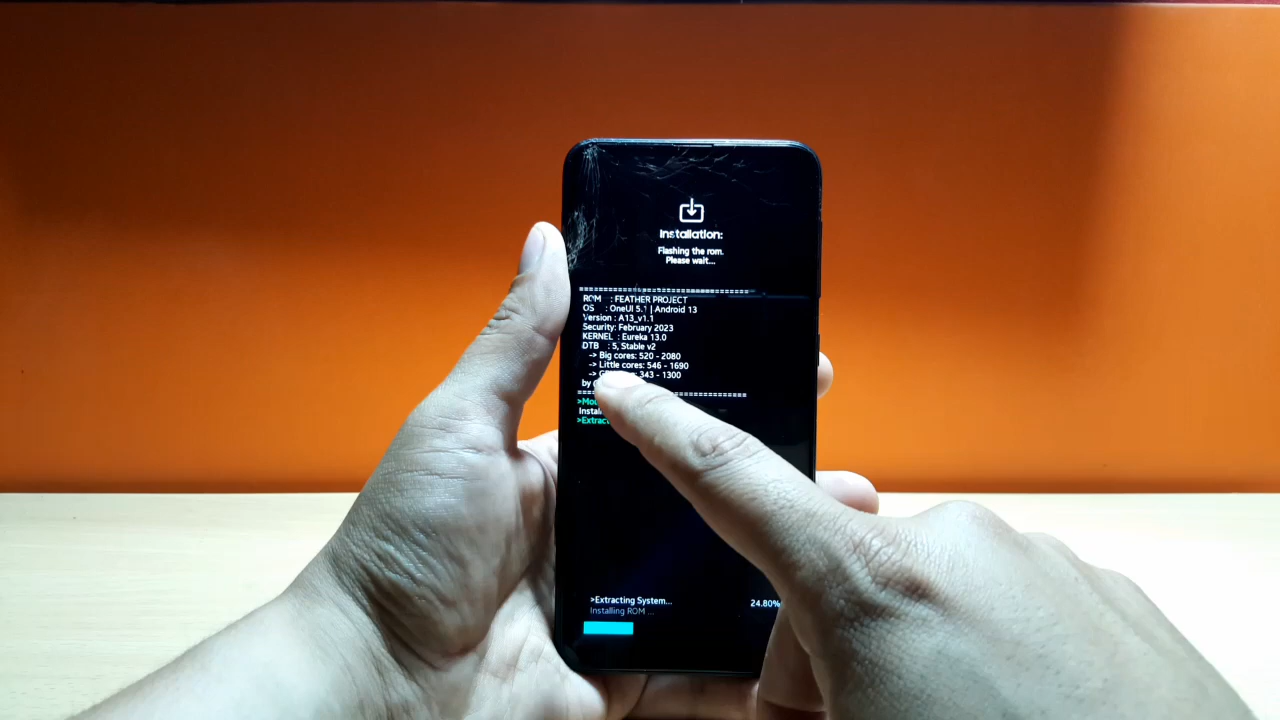 Installation:
Flashing the rom.
Please wait...
==========================================
ROM : FEATHER PROJECT
OS : OneUI 5.1 | Android 13
Version : A13_v1.1
Security: February 2023
KERNEL : Eureka 13.0
DTB : 5, Stable v2
-> Big cores: 520 - 2080
-> Little cores: 546 - 1690
-> 343 - 1300
by
>Extracting System...
24.80%
Installing ROM ...